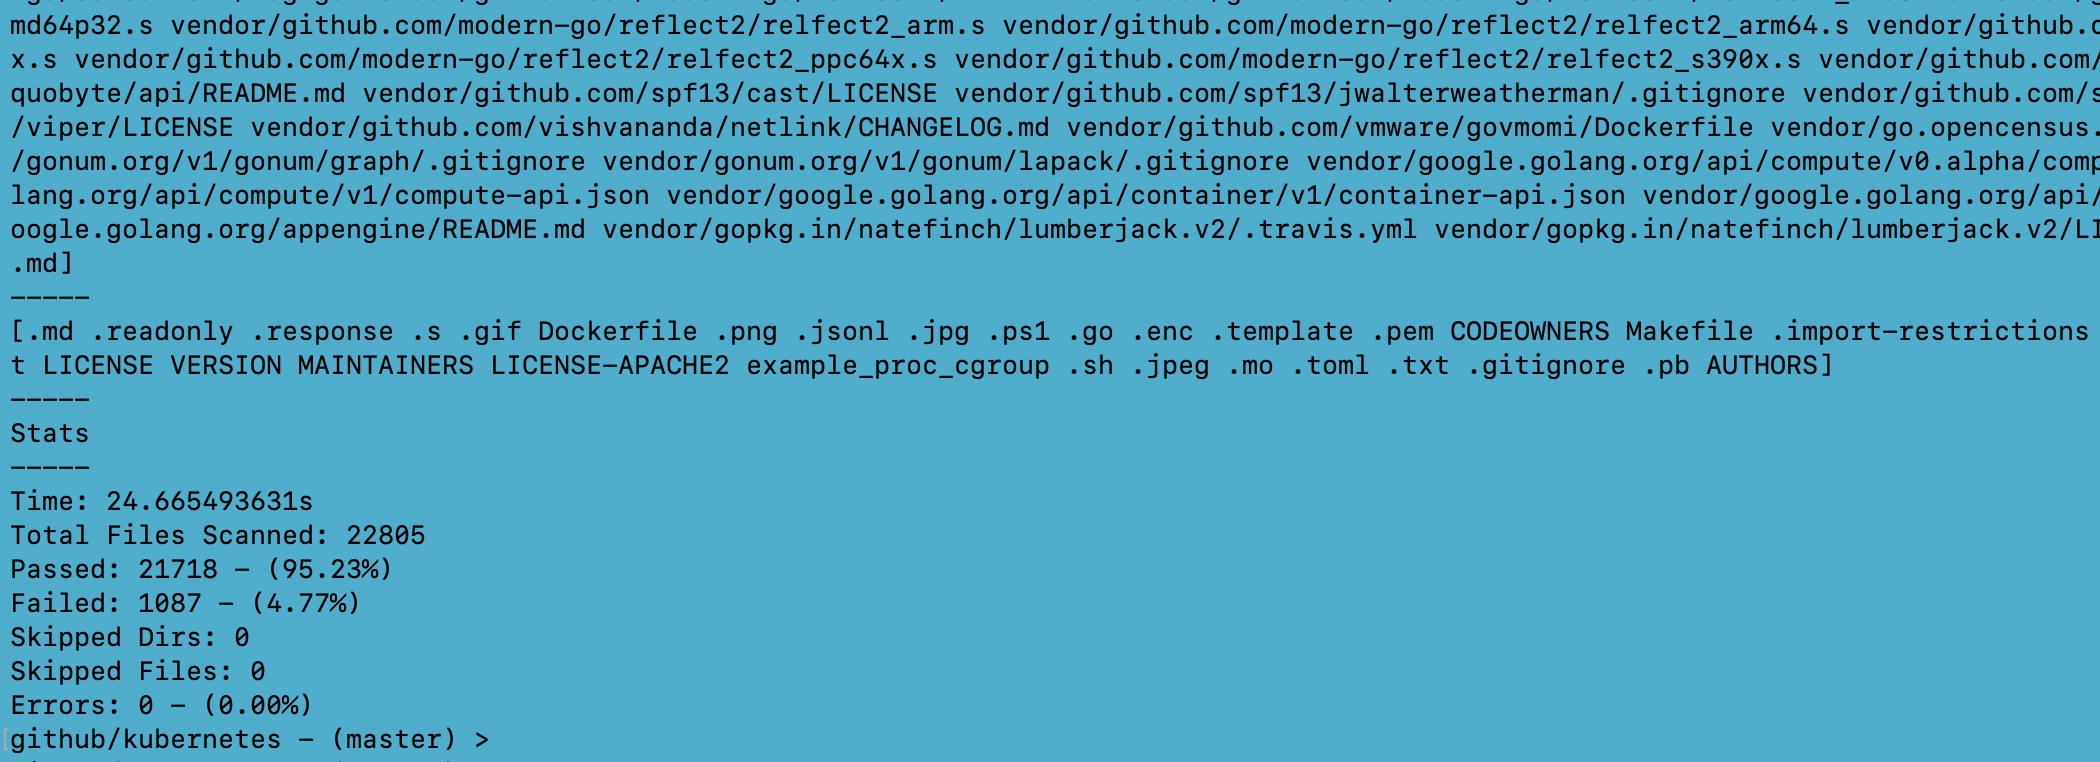 md64p32.s vendor/github.com/modern-go/reflect2/relfect2_arm.s vendor/github.com/modern-go/reflect2/relfect2_arm64.s vendor/github.c
x.s vendor/github.com/modern-go/reflect2/relfect2_ppc64x.s vendor/github.com/modern-go/reflect2/relfect2_s390x.s vendor/github.com/
quobyte/api/README.md vendor/github.com/spf13/cast/LICENSE vendor/github.com/spf13/jwalterweatherman/.gitignore vendor/github.com/s
/viper/LICENSE vendor/github.com/vishvananda/netlink/CHANGELOG.md vendor/github.com/vmware/govmomi/Dockerfile vendor/go.opencensus.
/gonum.org/v1/gonum/graph/.gitignore vendor/gonum.org/v1/gonum/lapack/.gitignore vendor/google.golang.org/api/compute/v0.alpha/comp
lang.org/api/compute/v1/compute-api.json vendor/google.golang.org/api/container/v1/container-api.json vendor/google.golang.org/api/
oogle.golang.org/appengine/README.md vendor/gopkg.in/natefinch/lumberjack.v2/.travis.yml vendor/gopkg.in/natefinch/lumberjack.v2/LI
.md]
-----
[.md .readonly .response .s .gif Dockerfile .png .jsonl .jpg .ps1 .go .enc .template .pem CODEOWNERS Makefile .import-restrictions
t LICENSE VERSION MAINTAINERS LICENSE-APACHE2 example_proc_cgroup .sh .jpeg .mo .toml .txt .gitignore .pb AUTHORS]
-----
Stats
-----
Time: 24.665493631s
Total Files Scanned: 22805
Passed: 21718 - (95.23%)
Failed: 1087 - (4.77%)
Skipped Dirs: 0
Skipped Files: 0
Errors: 0 - (0.00%)
[github/kubernetes - (master) >